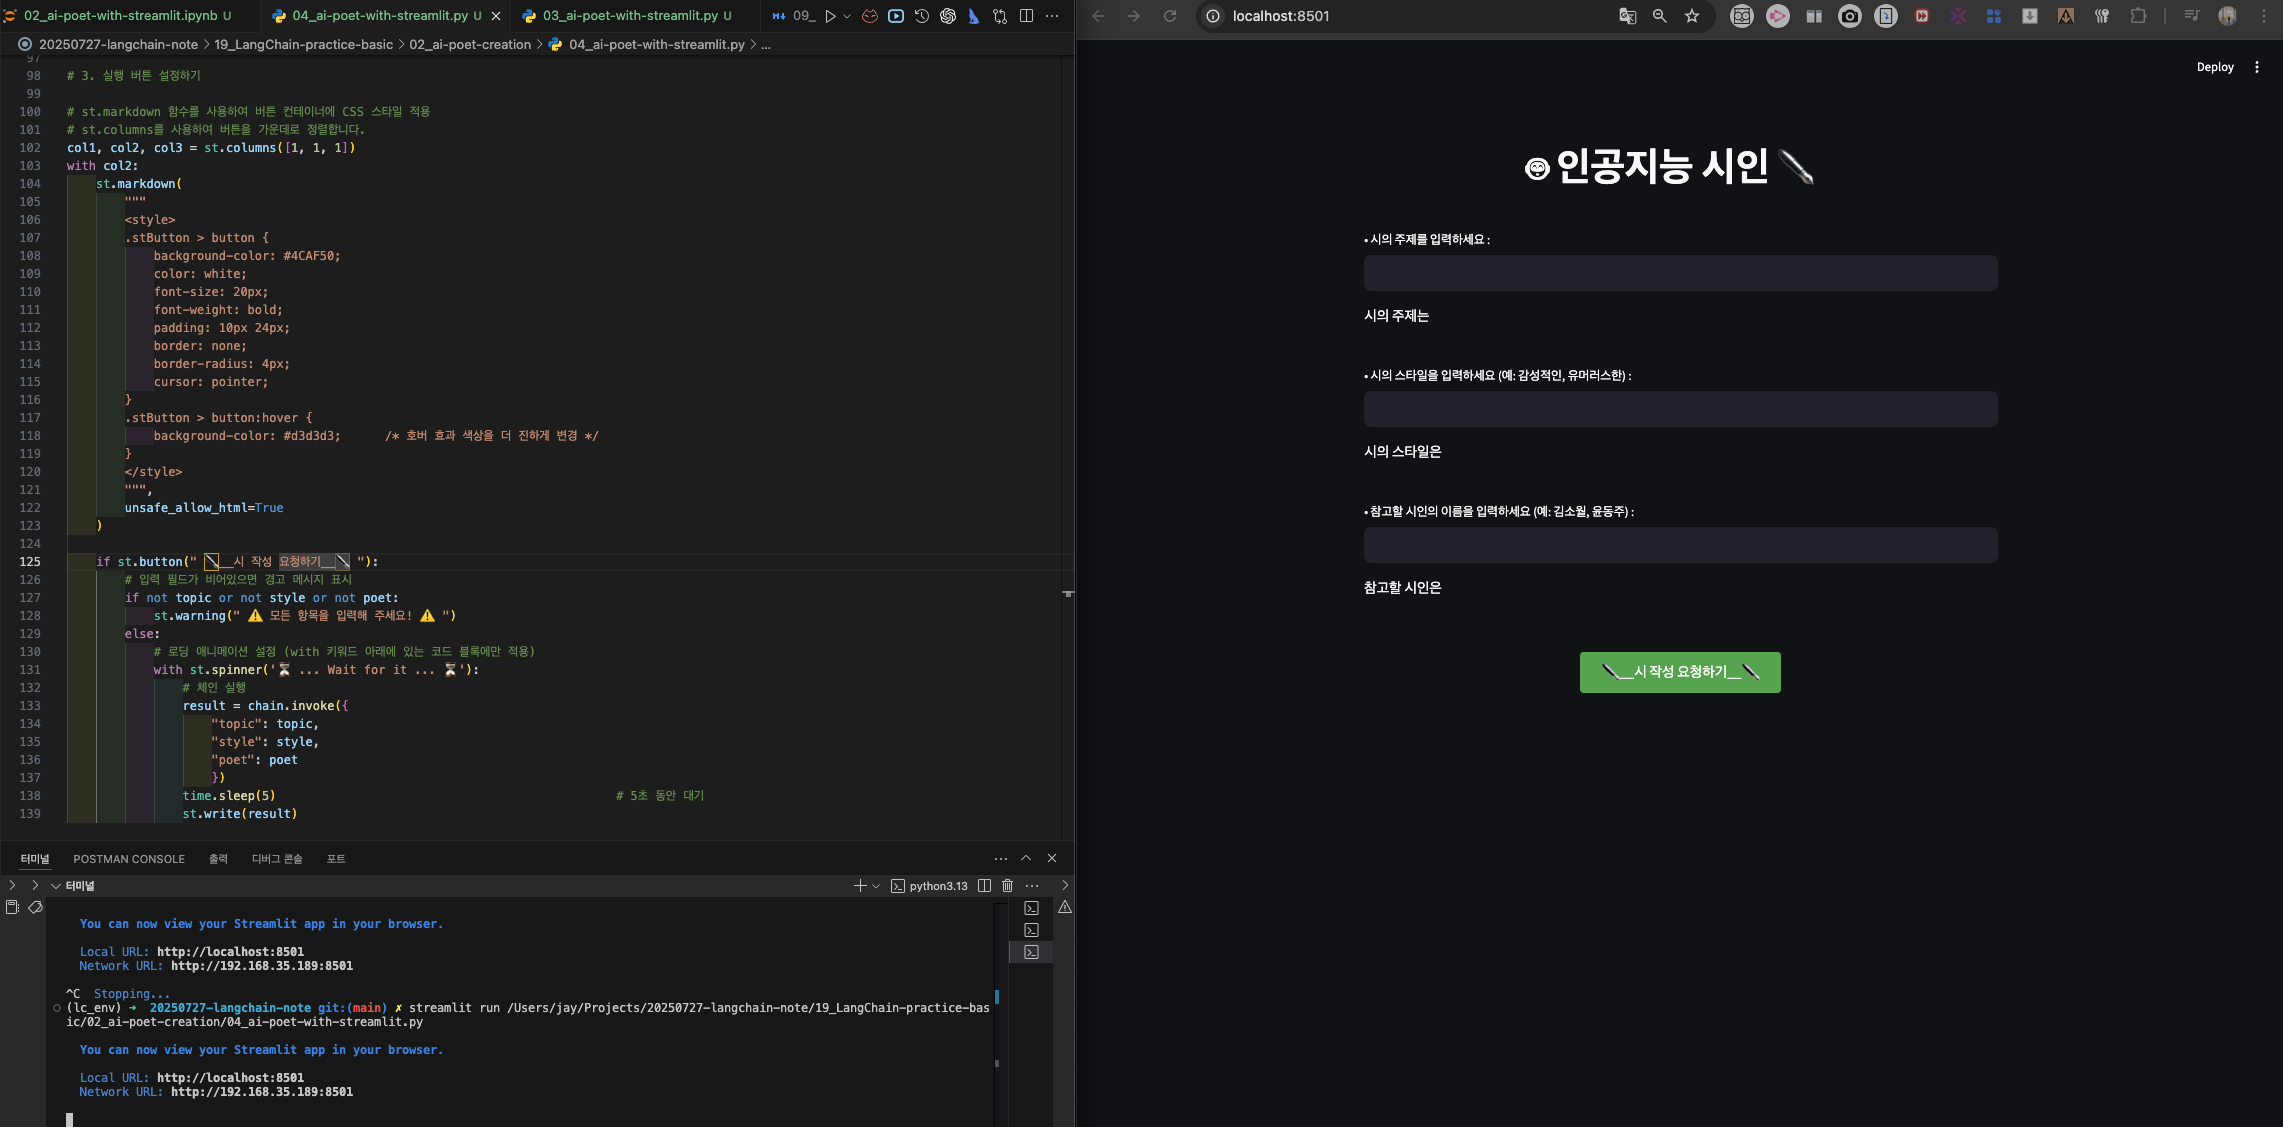 02_ai-poet-with-streamlit.ipynb U
04_ai-poet-with-streamlit.py U
03_ai-poet-with-streamlit.py U
09_
20250727-langchain-note > 19_LangChain-practice-basic > 02_ai-poet-creation > 04_ai-poet-with-streamlit.py > ...
97
98 # 3. 실행 버튼 설정하기
99
100 # st.markdown 함수를 사용하여 버튼 컨테이너에 CSS 스타일 적용
101 # st.columns를 사용하여 버튼을 가운데로 정렬합니다.
102 col1, col2, col3 = st.columns([1, 1, 1])
103 with col2:
104 st.markdown(
105 """
106 <style>
107 .stButton > button {
108 background-color: #4CAF50;
109 color: white;
110 font-size: 20px;
111 font-weight: bold;
112 padding: 10px 24px;
113 border: none;
114 border-radius: 4px;
115 cursor: pointer;
116 }
117 .stButton > button:hover {
118 background-color: #d3d3d3; /* 호버 효과 색상을 더 진하게 변경 */
119 }
120 </style>
121 """,
122 unsafe_allow_html=True
123 )
124
125 if st.button(" __시 작성 요청하기__ "):
126 # 입력 필드가 비어있으면 경고 메시지 표시
127 if not topic or not style or not poet:
128 st.warning(" ⚠️ 모든 항목을 입력해 주세요! ⚠️ ")
129 else:
130 # 로딩 애니메이션 설정 (with 키워드 아래에 있는 코드 블록에만 적용)
131 with st.spinner('⏳ ... Wait for it ... ⏳'):
132 # 체인 실행
133 result = chain.invoke({
134 "topic": topic,
135 "style": style,
136 "poet": poet
137 })
138 time.sleep(5) # 5초 동안 대기
139 st.write(result)
터미널 POSTMAN CONSOLE 출력 디버그 콘솔 포트
터미널 python3.13
You can now view your Streamlit app in your browser.
Local URL: http://localhost:8501
Network URL: http://192.168.35.189:8501
^C Stopping...
(lc_env) ➜ 20250727-langchain-note git:(main) ✗ streamlit run /Users/jay/Projects/20250727-langchain-note/19_LangChain-practice-bas
ic/02_ai-poet-creation/04_ai-poet-with-streamlit.py
You can now view your Streamlit app in your browser.
Local URL: http://localhost:8501
Network URL: http://192.168.35.189:8501
localhost:8501
Deploy
인공지능 시인
• 시의 주제를 입력하세요 :
시의 주제는
• 시의 스타일을 입력하세요 (예: 감성적인, 유머러스한) :
시의 스타일은
• 참고할 시인의 이름을 입력하세요 (예: 김소월, 윤동주) :
참고할 시인은
__시 작성 요청하기__